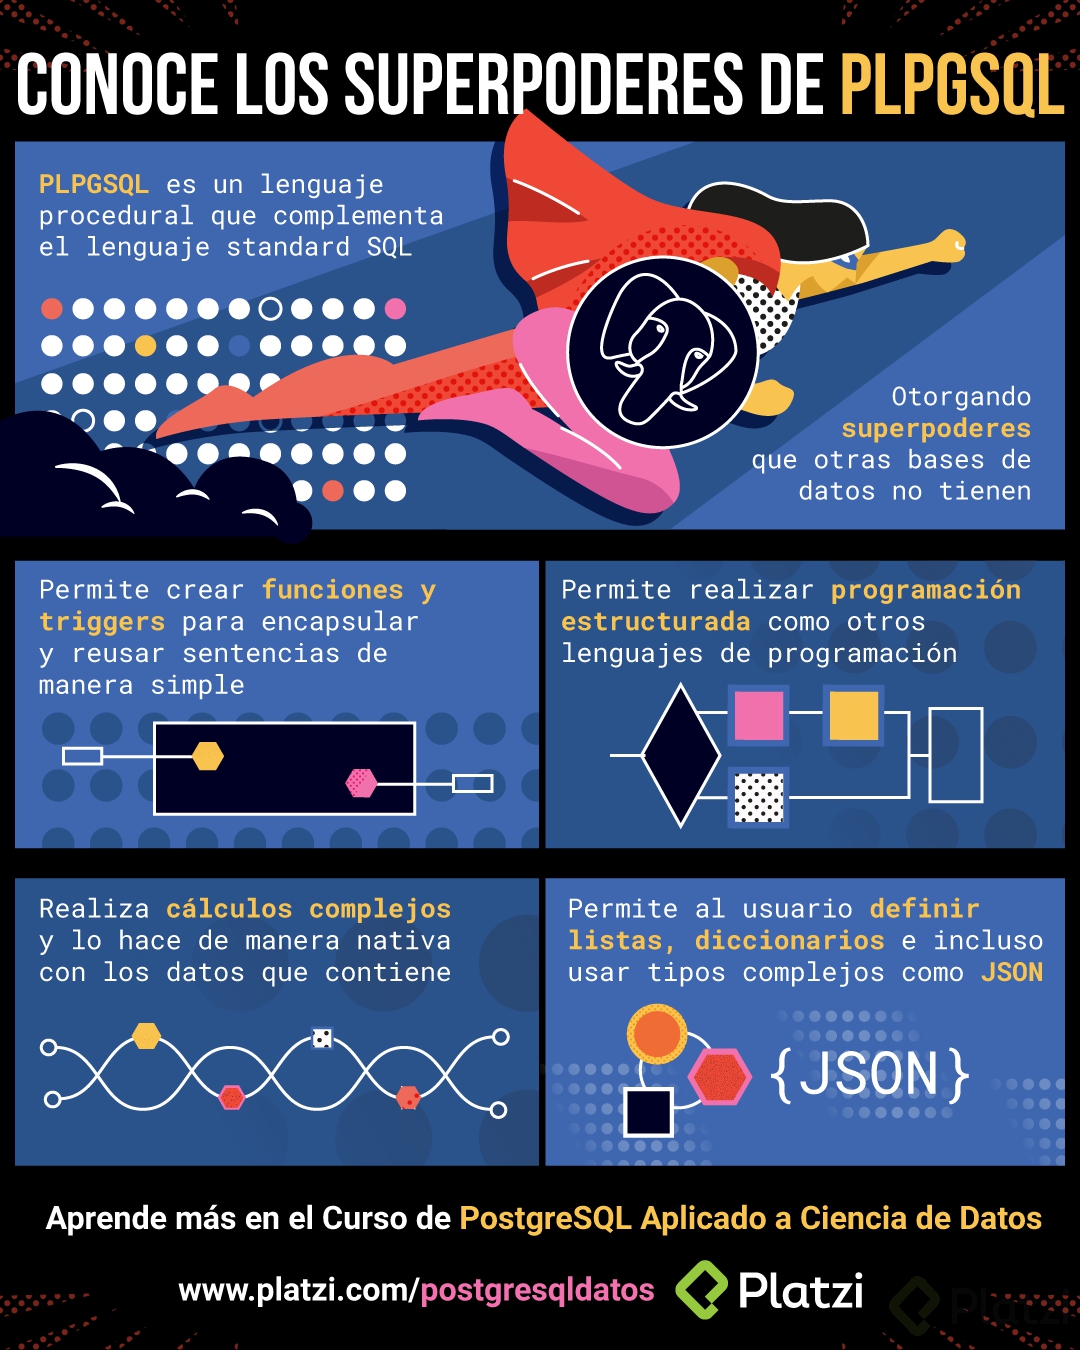 CONOCE LOS SUPERPODERES DE PLPGSQL
PLPGSQL es un lenguaje
procedural que complementa
el lenguaje standard SQL
Otorgando
superpoderes
que otras bases de
datos no tienen
Permite crear funciones y
triggers para encapsular
y reusar sentencias de
manera simple
Permite realizar programación
estructurada como otros
lenguajes de programación
Realiza cálculos complejos
y lo hace de manera nativa
con los datos que contiene
Permite al usuario definir
listas, diccionarios e incluso
usar tipos complejos como JSON
{JSON}
Aprende más en el Curso de PostgreSQL Aplicado a Ciencia de Datos
www.platzi.com/postgresqldatos
Platzi
Platzi